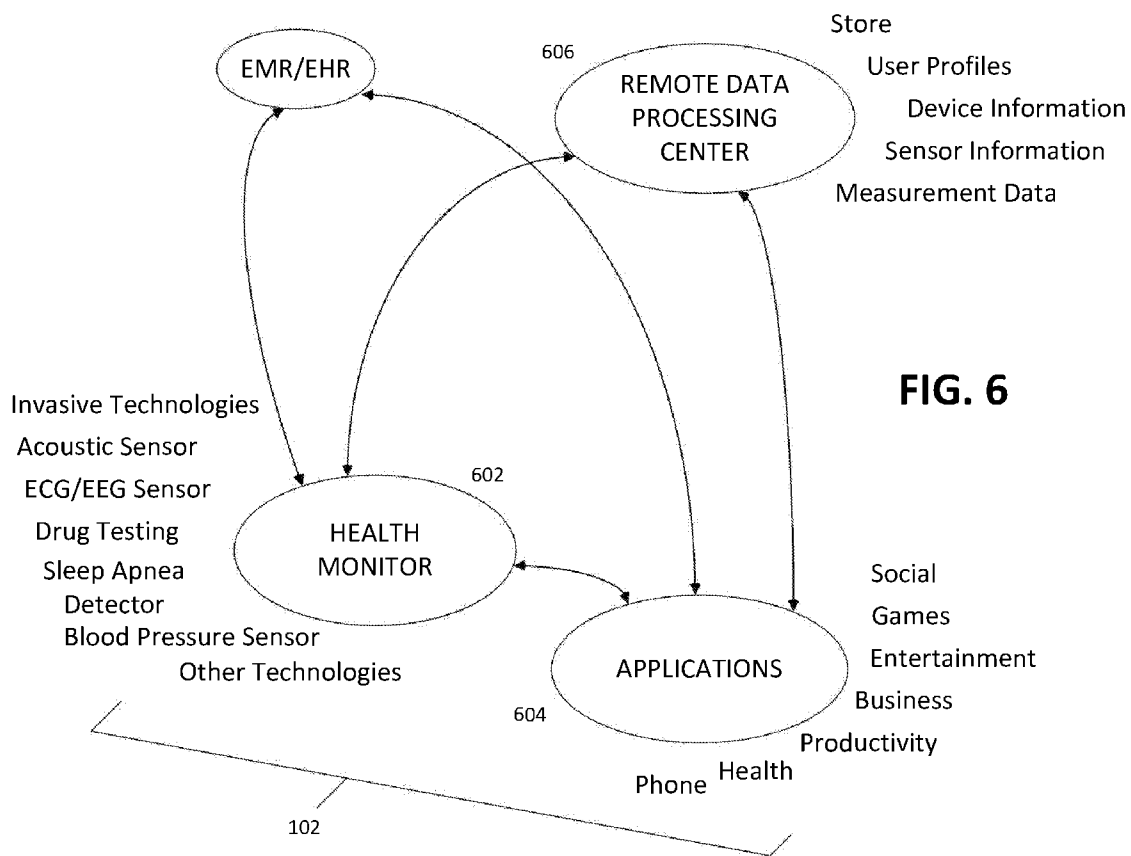 Store
606
EMR/EHR
REMOTE DATA
PROCESSING
CENTER
User Profiles
Device Information
Sensor Information
Measurement Data
FIG. 6
Invasive Technologies
Acoustic Sensor
ECG/EEG Sensor
Drug Testing
Sleep Apnea
Detector
Blood Pressure Sensor
Other Technologies
602
HEALTH
MONITOR
Social
Games
Entertainment
Business
Productivity
Health
Phone
APPLICATIONS
604
102